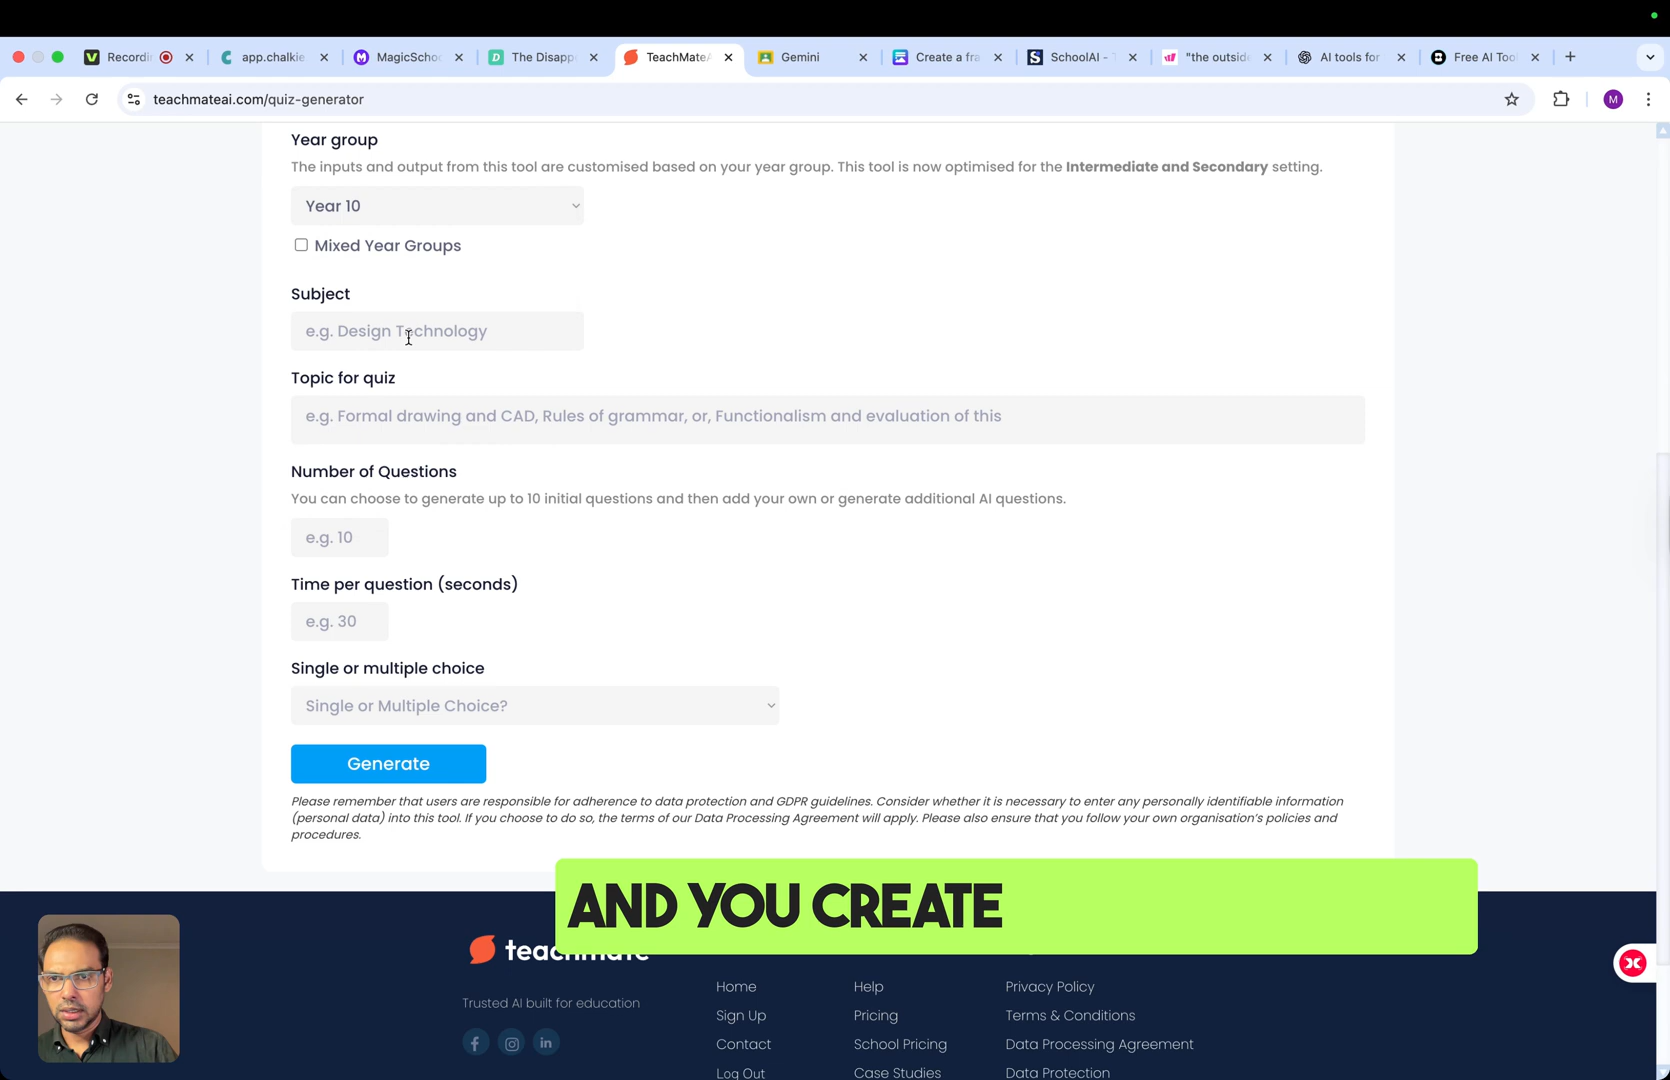 Recordin
app.chalkie
MagicScho
The Disapp
TeachMateA
Gemini
Create a fra
SchoolAI - T
"the outside
AI tools for
Free AI Tool
teachmateai.com/quiz-generator
M
Year group
The inputs and output from this tool are customised based on your year group. This tool is now optimised for the Intermediate and Secondary setting.
Year 10
Mixed Year Groups
Subject
e.g. Design Technology
Topic for quiz
e.g. Formal drawing and CAD, Rules of grammar, or, Functionalism and evaluation of this
Number of Questions
You can choose to generate up to 10 initial questions and then add your own or generate additional AI questions.
e.g. 10
Time per question (seconds)
e.g. 30
Single or multiple choice
Single or Multiple Choice?
Generate
Please remember that users are responsible for adherence to data protection and GDPR guidelines. Consider whether it is necessary to enter any personally identifiable information
(personal data) into this tool. If you choose to do so, the terms of our Data Processing Agreement will apply. Please also ensure that you follow your own organisation's policies and
procedures.
AND YOU CREATE
teachmate
Trusted AI built for education
Home
Sign Up
Contact
Log Out
Help
Pricing
School Pricing
Case Studies
Privacy Policy
Terms & Conditions
Data Processing Agreement
Data Protection